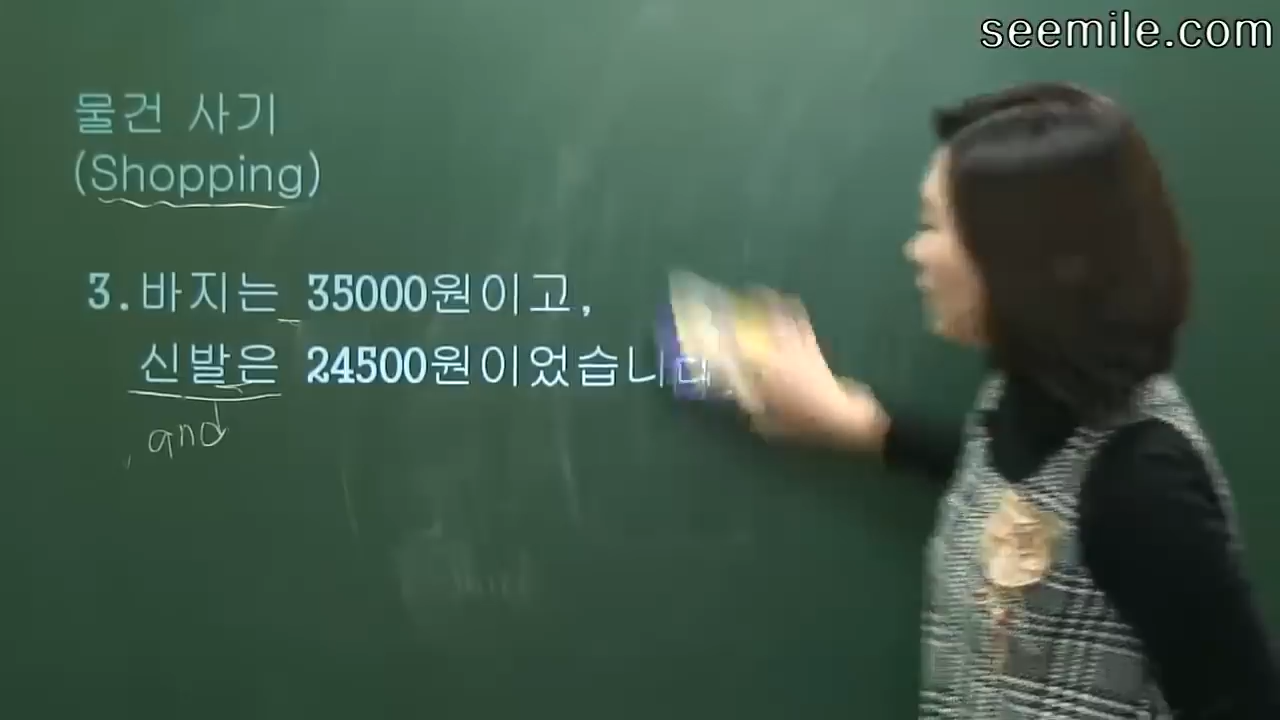 seemile.com
물건 사기
(Shopping)
3.바지는 35000원이고,
신발은 24500원이었습니다
, and